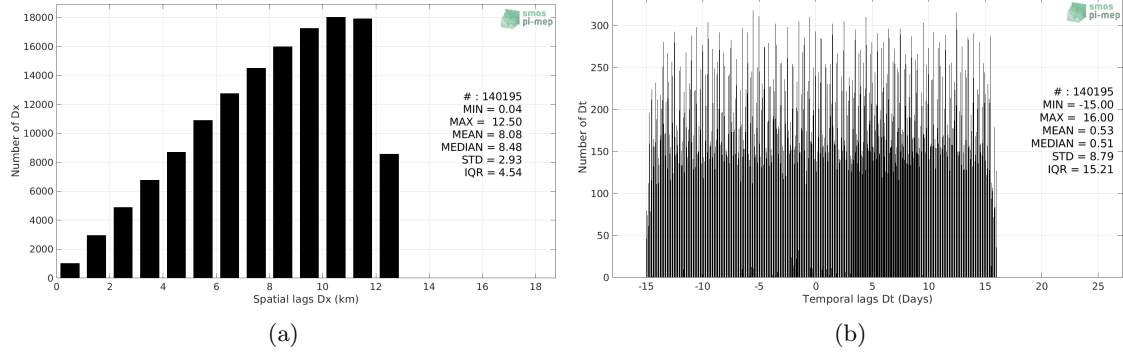 smos
pi-mep
18000
16000
14000
12000
10000
8000
6000
4000
2000
0
Number of Dx
# : 140195
MIN = 0.04
MAX = 12.50
MEAN = 8.08
MEDIAN = 8.48
STD = 2.93
IQR = 4.54
0 2 4 6 8 10 12 14 16 18
Spatial lags Dx (km)
(a)
smos
pi-mep
300
250
200
150
100
50
0
Number of Dt
# : 140195
MIN = -15.00
MAX = 16.00
MEAN = 0.53
MEDIAN = 0.51
STD = 8.79
IQR = 15.21
-15 -10 -5 0 5 10 15 20 25
Temporal lags Dt (Days)
(b)